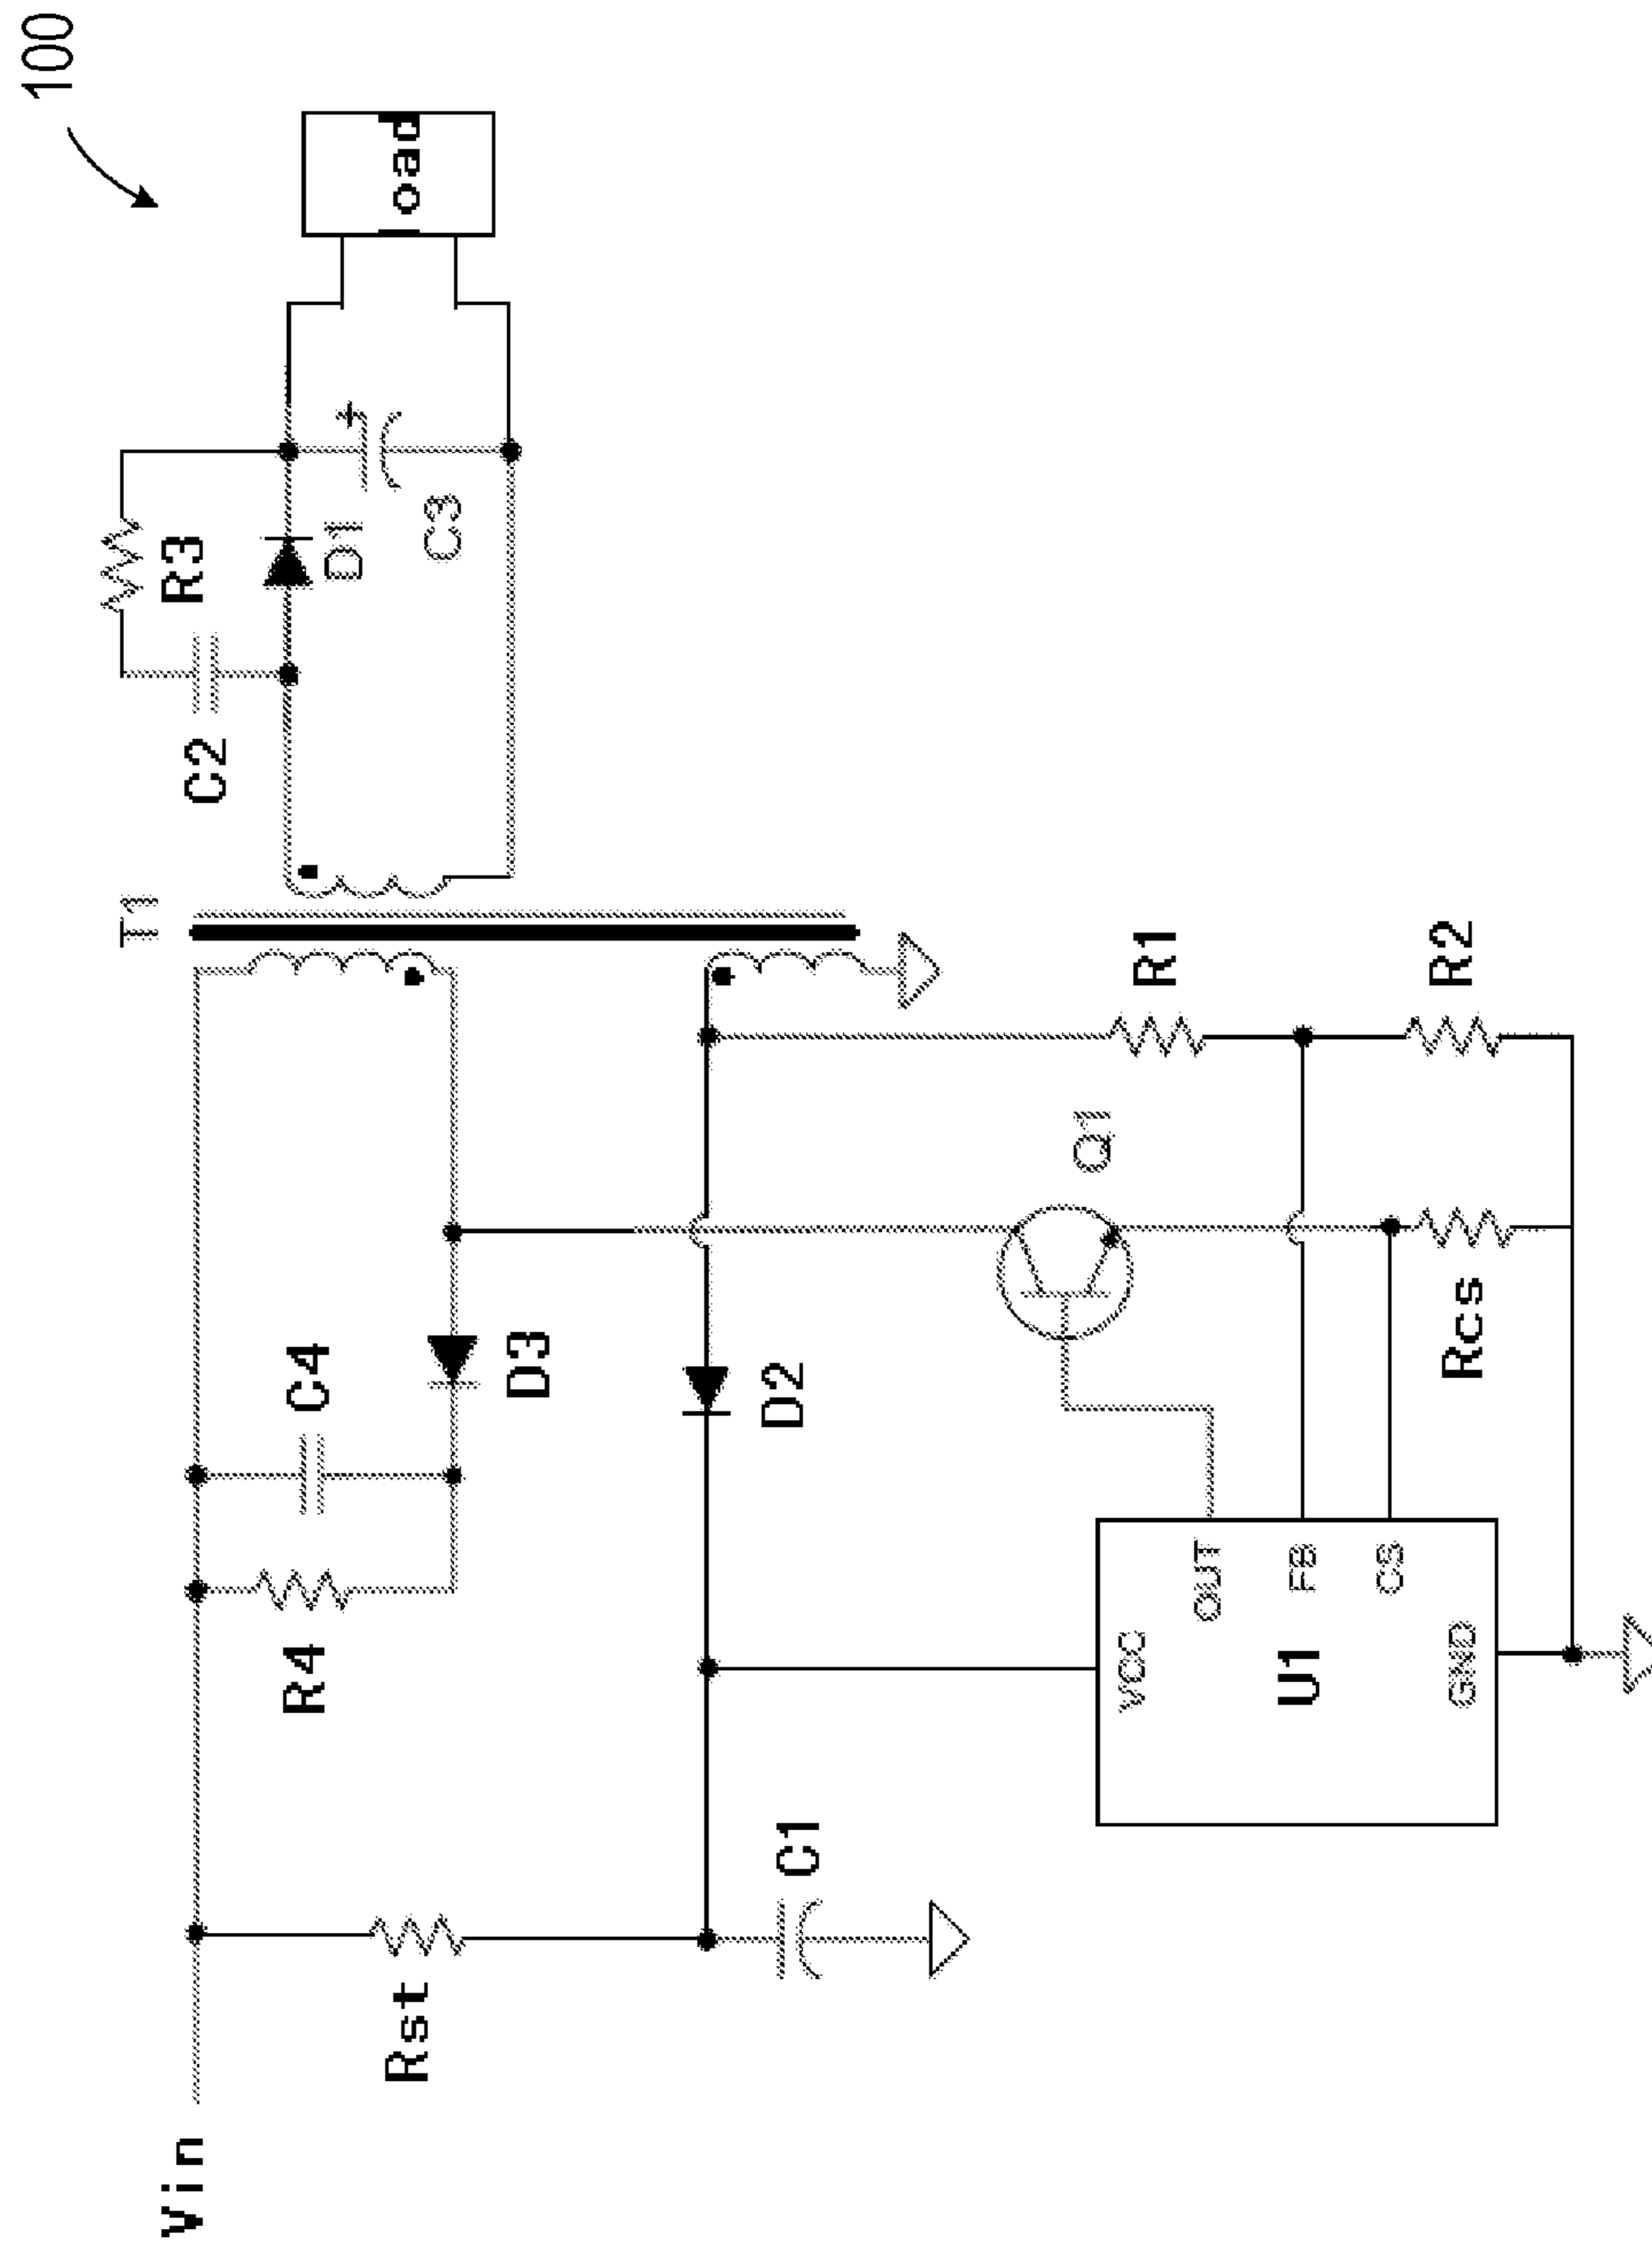 100
T1
C2
R3
D1
C3
Load
Vin
Rst
R4
C4
D3
D2
C1
VCC
OUT
FB
CS
GND
U1
Q1
R1
R2
Rcs